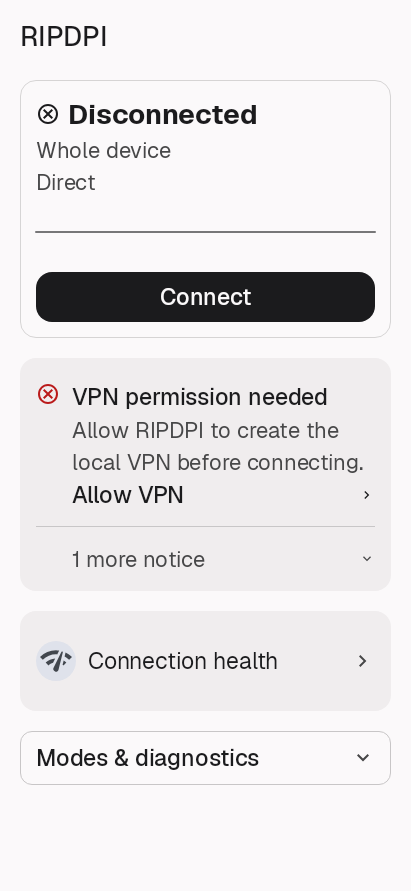 RIPDPI
Disconnected
Whole device
Direct
Connect
VPN permission needed
Allow RIPDPI to create the
local VPN before connecting.
Allow VPN
1 more notice
Connection health
Modes & diagnostics